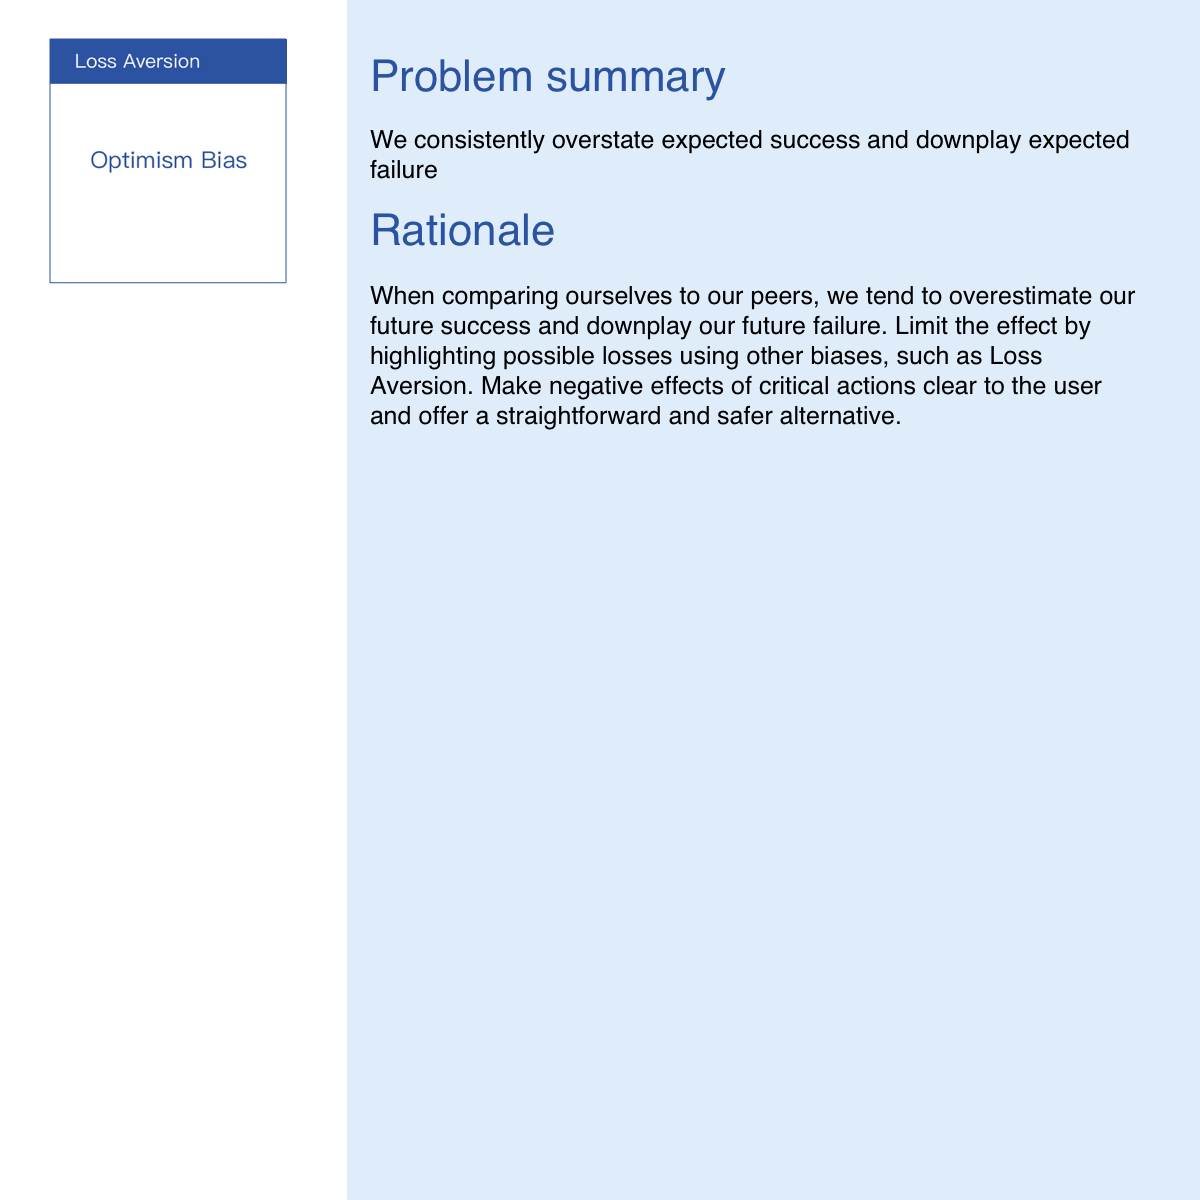 Loss Aversion
Optimism Bias
Problem summary
We consistently overstate expected success and downplay expected
failure
Rationale
When comparing ourselves to our peers, we tend to overestimate our
future success and downplay our future failure. Limit the effect by
highlighting possible losses using other biases, such as Loss
Aversion. Make negative effects of critical actions clear to the user
and offer a straightforward and safer alternative.